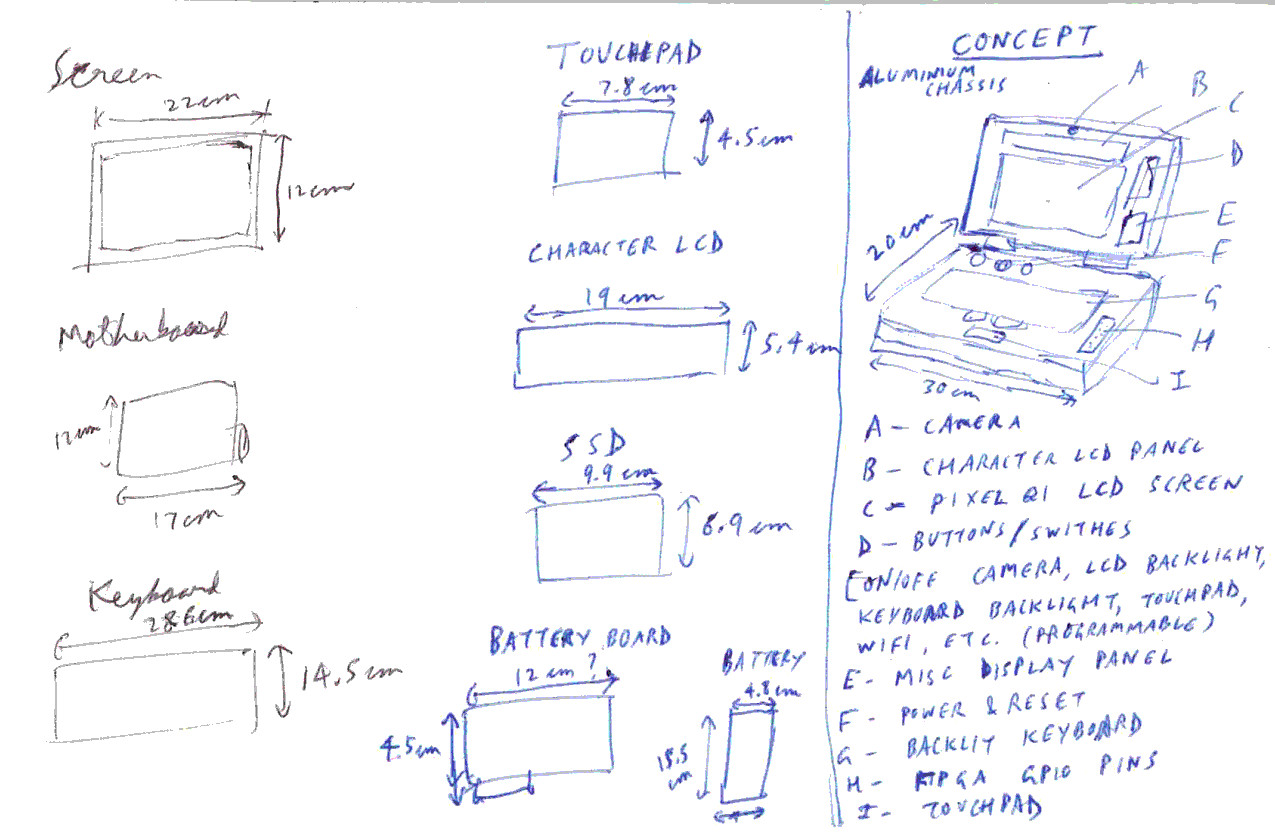 Screen
22cm
12cm
Motherboard
12cm
17cm
Keyboard
28.6cm
14.5cm
TOUCHPAD
7.8cm
4.5cm
CHARACTER LCD
19cm
5.4cm
SSD
9.9cm
6.9cm
BATTERY BOARD
12cm?
4.5cm
BATTERY
4.8cm
cm
CONCEPT
ALUMINIUM
CHASSIS
A
B
C
D
E
F
G
H
I
20cm
30cm
A - CAMERA
B - CHARACTER LCD PANEL
C - PIXEL QI LCD SCREEN
D - BUTTONS/SWITHES
[ON/OFF CAMERA, LCD BACKLIGHT,
KEYBOARD BACKLIGHT, TOUCHPAD,
WIFI, ETC. (PROGRAMMABLE)
E - MISC DISPLAY PANEL
F - POWER & RESET
G - BACKLIT KEYBOARD
H - FPGA GPIO PINS
I - TOUCHPAD